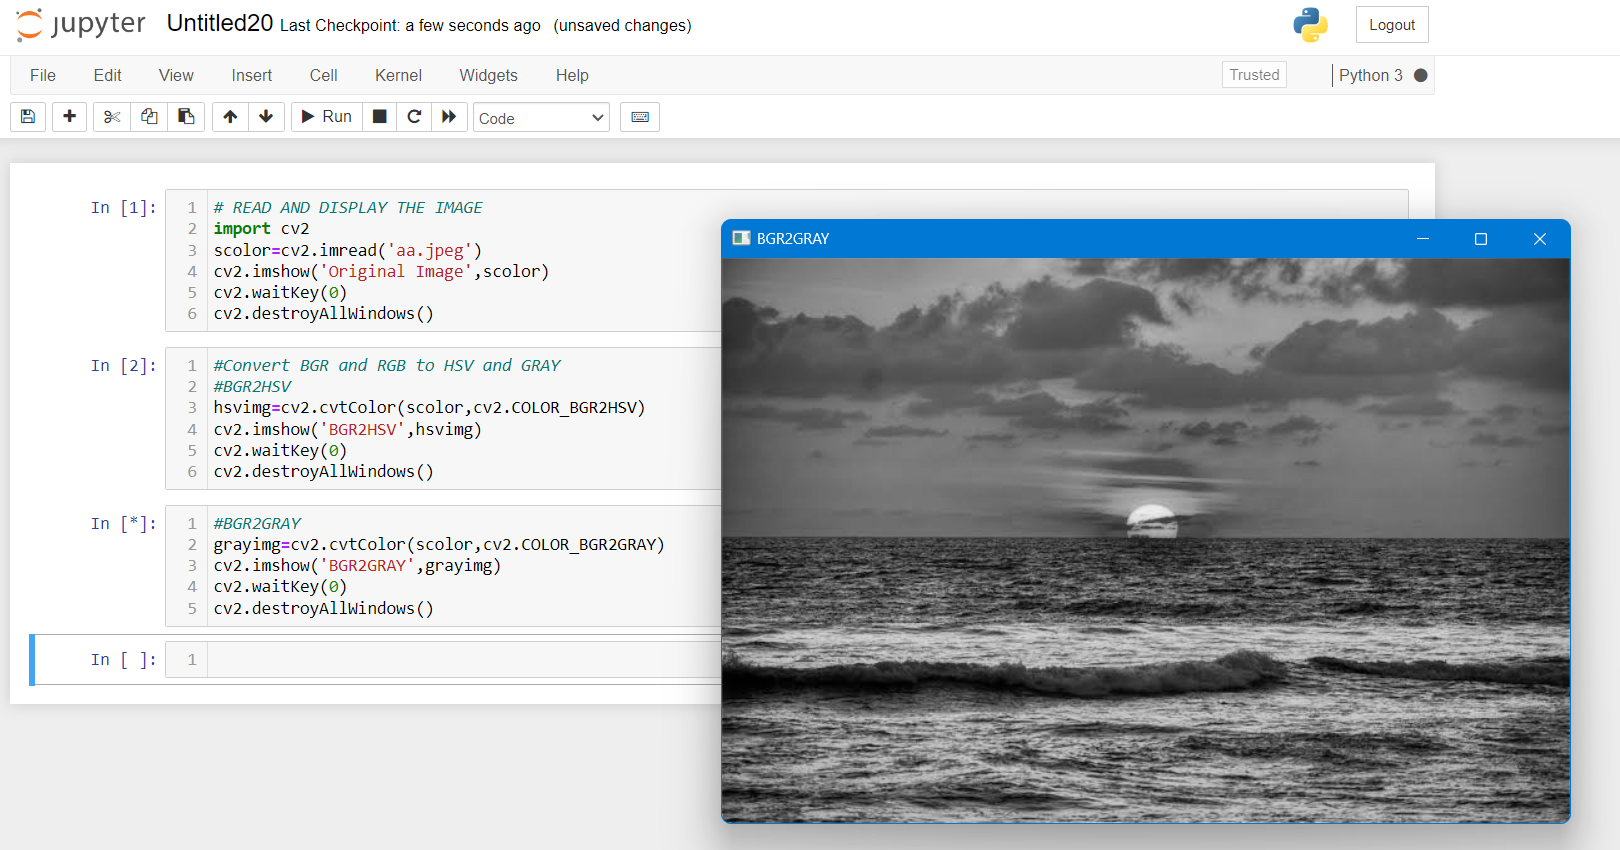 jupyter Untitled20 Last Checkpoint: a few seconds ago (unsaved changes) Logout
File Edit View Insert Cell Kernel Widgets Help Trusted Python 3
Run Code
In [1]:
1 # READ AND DISPLAY THE IMAGE
2 import cv2
3 scolor=cv2.imread('aa.jpeg')
4 cv2.imshow('Original Image',scolor)
5 cv2.waitKey(0)
6 cv2.destroyAllWindows()
In [2]:
1 #Convert BGR and RGB to HSV and GRAY
2 #BGR2HSV
3 hsvimg=cv2.cvtColor(scolor,cv2.COLOR_BGR2HSV)
4 cv2.imshow('BGR2HSV',hsvimg)
5 cv2.waitKey(0)
6 cv2.destroyAllWindows()
In [*]:
1 #BGR2GRAY
2 grayimg=cv2.cvtColor(scolor,cv2.COLOR_BGR2GRAY)
3 cv2.imshow('BGR2GRAY',grayimg)
4 cv2.waitKey(0)
5 cv2.destroyAllWindows()
In [ ]:
1
BGR2GRAY